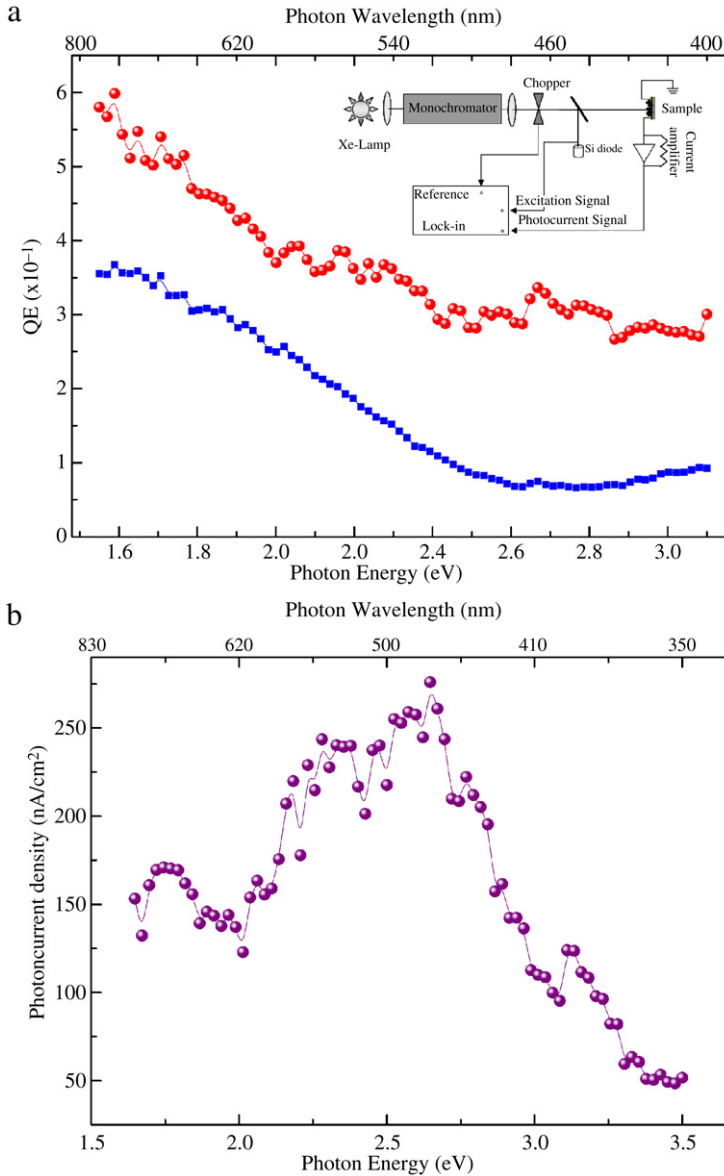 a
Photon Wavelength (nm)
800 620 540 460 400
QE (x10⁻¹)
6
5
4
3
2
1
0
Chopper
Monochromator
Xe-Lamp
Sample
Si diode
Current amplifier
Reference
Excitation Signal
Lock-in
Photocurrent Signal
1.6 1.8 2.0 2.0 2.4 2.6 2.8 3.0
Photon Energy (eV)
b
Photon Wavelength (nm)
830 620 500 410 350
Photoncurrent density (nA/cm²)
250
200
150
100
50
1.5 2.0 2.5 3.0 3.5
Photon Energy (eV)